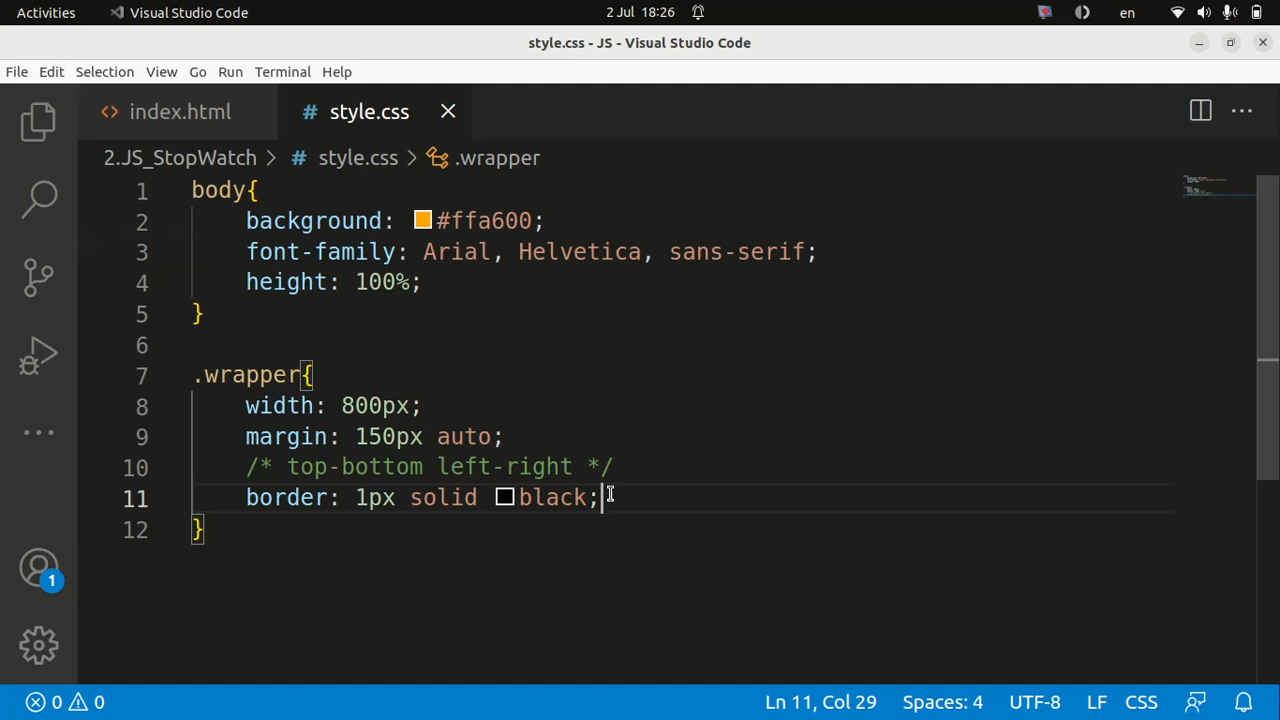 Activities Visual Studio Code 2 Jul 18:26 en
style.css - JS - Visual Studio Code
File Edit Selection View Go Run Terminal Help
<> index.html # style.css
2.JS_StopWatch > # style.css > .wrapper
1 body{
2 background: #ffa600;
3 font-family: Arial, Helvetica, sans-serif;
4 height: 100%;
5 }
6
7 .wrapper{
8 width: 800px;
9 margin: 150px auto;
10 /* top-bottom left-right */
11 border: 1px solid black;
12 }
1
0 0 Ln 11, Col 29 Spaces: 4 UTF-8 LF CSS